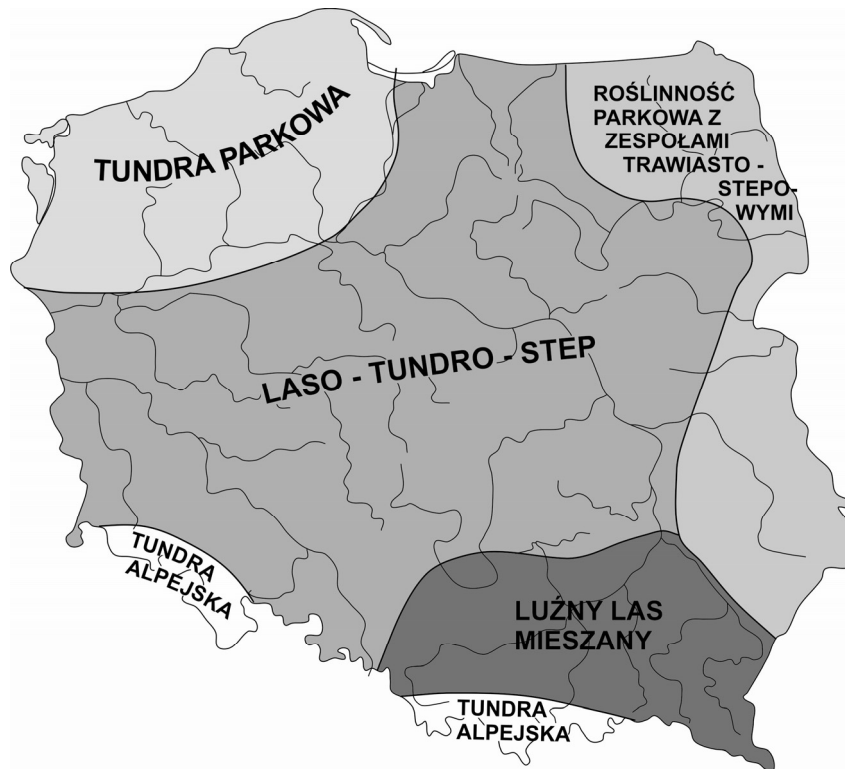 TUNDRA PARKOWA
ROŚLINNOŚĆ
PARKOWA Z
ZESPOŁAMI
TRAWIASTO -
STEPO-
WYMI
LASO - TUNDRO - STEP
TUNDRA
ALPEJSKA
LUŹNY LAS
MIESZANY
TUNDRA
ALPEJSKA